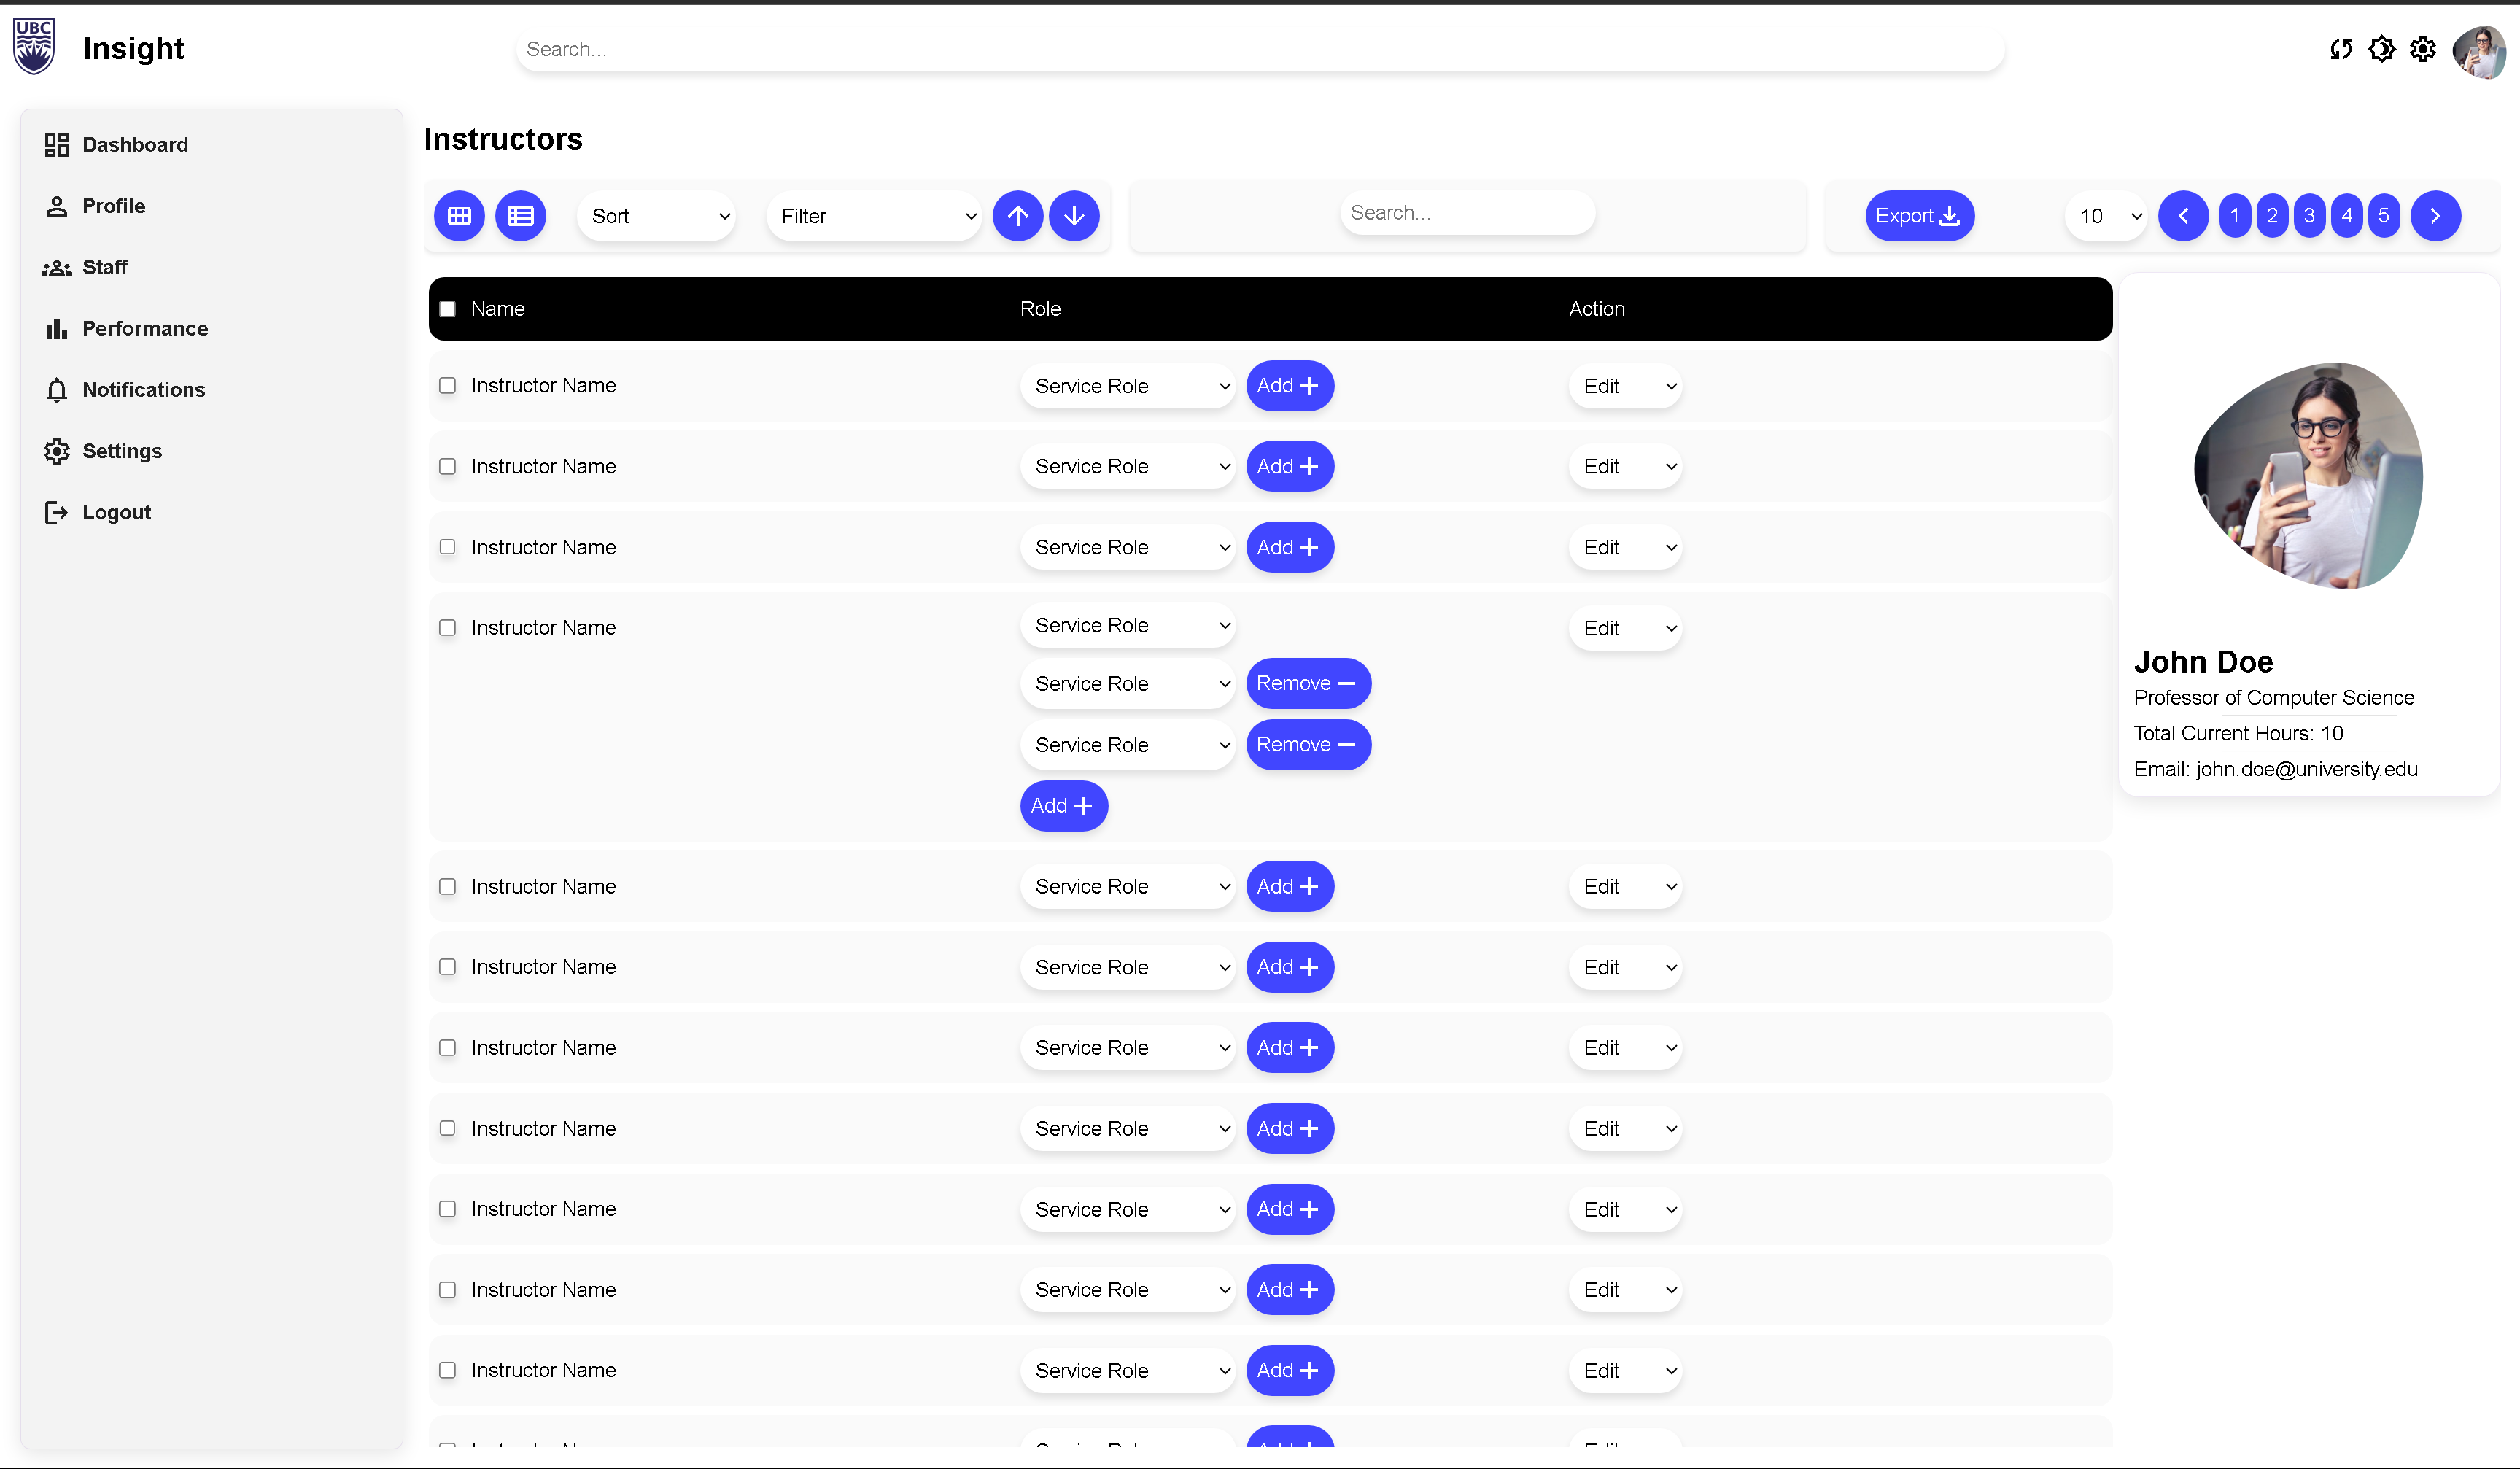 UBC
Insight
Search...
Dashboard
Profile
Staff
Performance
Notifications
Settings
Logout
Instructors
Sort Filter Search... Export 10 1 2 3 4 5
Name Role Action
Instructor Name Service Role Add Edit
Instructor Name Service Role Add Edit
Instructor Name Service Role Add Edit
Instructor Name Service Role Edit
Service Role Remove
Service Role Remove
Add
Instructor Name Service Role Add Edit
Instructor Name Service Role Add Edit
Instructor Name Service Role Add Edit
Instructor Name Service Role Add Edit
Instructor Name Service Role Add Edit
Instructor Name Service Role Add Edit
Instructor Name Service Role Add Edit
John Doe
Professor of Computer Science
Total Current Hours: 10
Email: john.doe@university.edu